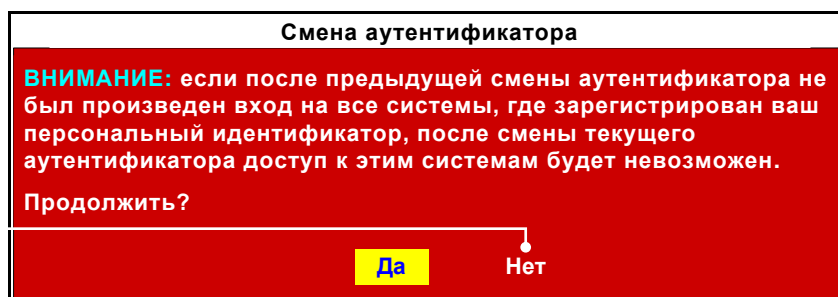 Смена аутентификатора
ВНИМАНИЕ: если после предыдущей смены аутентификатора не
был произведен вход на все системы, где зарегистрирован ваш
персональный идентификатор, после смены текущего
аутентификатора доступ к этим системам будет невозможен.
Продолжить?
Да Нет